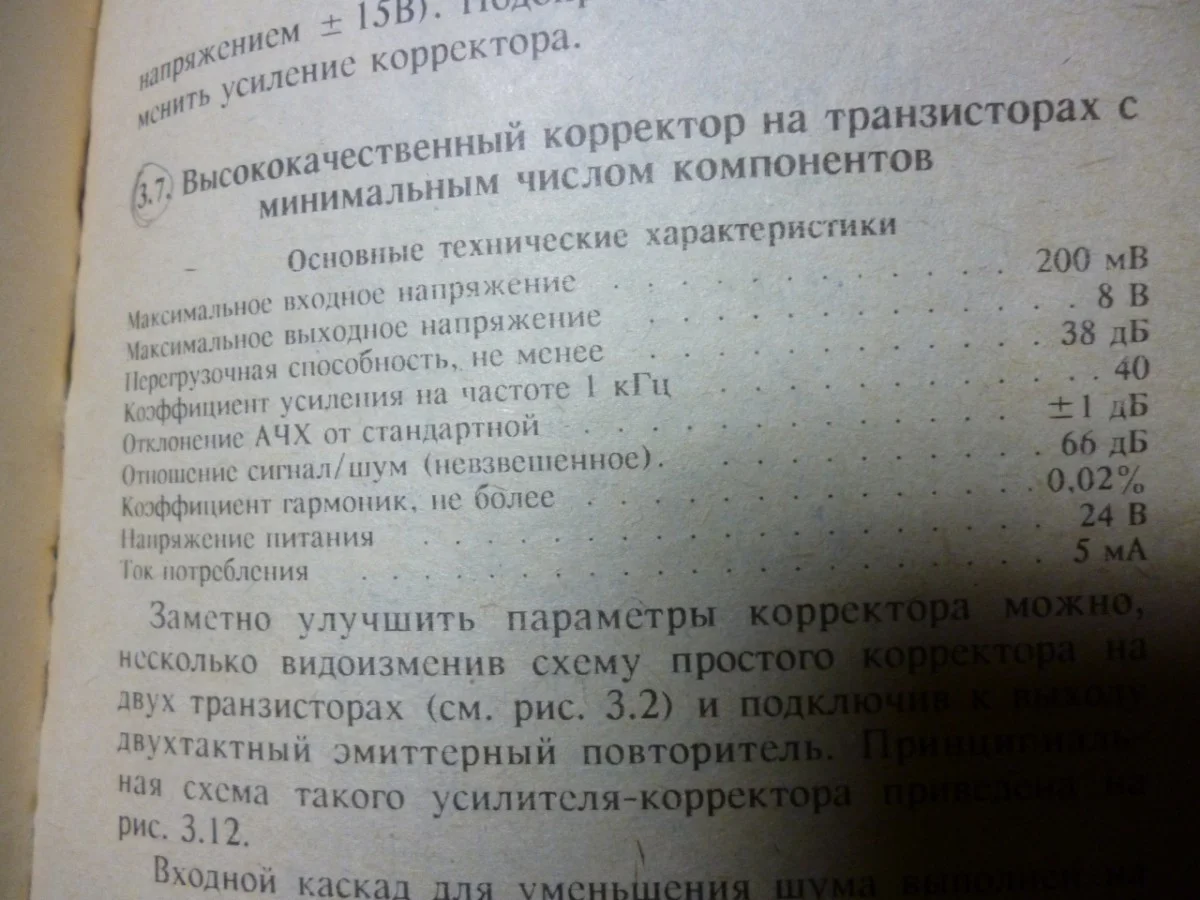 напряжением ± 15В).
менить усиление корректора.
3.7. Высококачественный корректор на транзисторах с
минимальным числом компонентов
Основные технические характеристики
Максимальное входное напряжение . . . . . . . . . . . 200 мВ
Максимальное выходное напряжение . . . . . . . . . . . 8 В
Перегрузочная способность, не менее . . . . . . . . . . . 38 дБ
Коэффициент усиления на частоте 1 кГц . . . . . . . . . . 40
Отклонение АЧХ от стандартной . . . . . . . . . . . . ±1 дБ
Отношение сигнал/шум (невзвешенное). . . . . . . . . . 66 дБ
Коэффициент гармоник, не более . . . . . . . . . . . . 0,02%
Напряжение питания . . . . . . . . . . . . . . . . 24 В
Ток потребления . . . . . . . . . . . . . . . . . . 5 мА
Заметно улучшить параметры корректора можно,
несколько видоизменив схему простого корректора на
двух транзисторах (см. рис. 3.2) и подключив к выходу
двухтактный эмиттерный повторитель. Принципиаль-
ная схема такого усилителя-корректора приведена на
рис. 3.12.
Входной каскад для уменьшения шума выполнен на